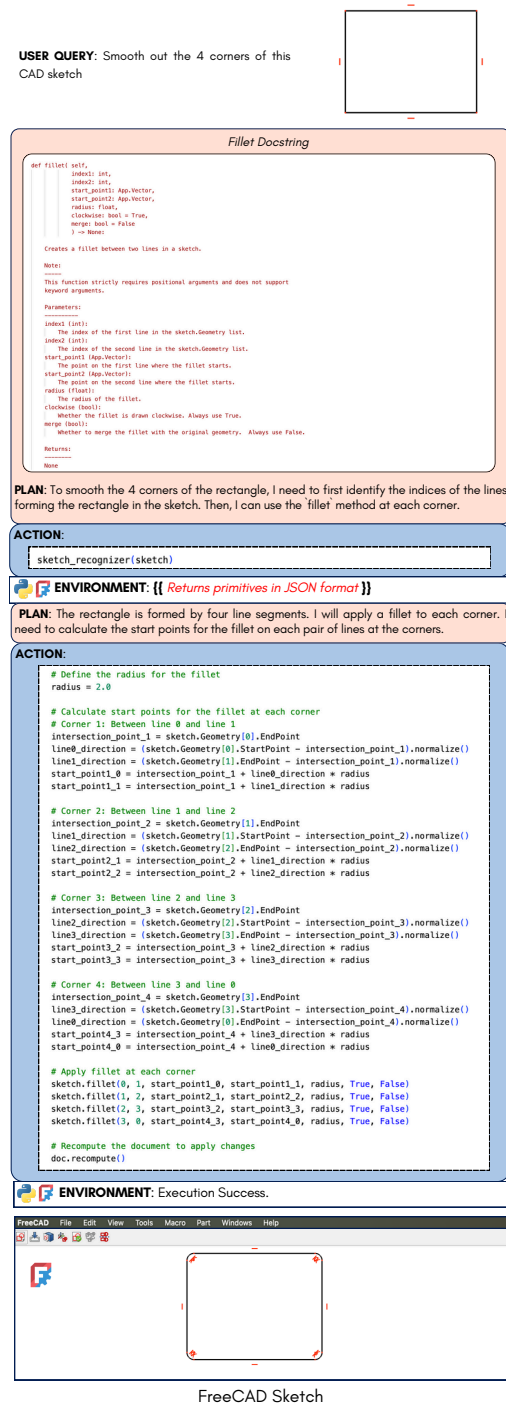 USER QUERY: Smooth out the 4 corners of this
CAD sketch
Fillet Docstring
def fillet( self,
index1: int,
index2: int,
start_point1: App.Vector,
start_point2: App.Vector,
radius: float,
clockwise: bool = True,
merge: bool = False
) -> None:
Creates a fillet between two lines in a sketch.
Note:
-----
This function strictly requires positional arguments and does not support
keyword arguments.
Parameters:
----------
index1 (int):
The index of the first line in the sketch.Geometry list.
index2 (int):
The index of the second line in the sketch.Geometry list.
start_point1 (App.Vector):
The point on the first line where the fillet starts.
start_point2 (App.Vector):
The point on the second line where the fillet starts.
radius (float):
The radius of the fillet.
clockwise (bool):
Whether the fillet is drawn clockwise. Always use True.
merge (bool):
Whether to merge the fillet with the original geometry. Always use False.
Returns:
--------
None
PLAN: To smooth the 4 corners of the rectangle, I need to first identify the indices of the lines
forming the rectangle in the sketch. Then, I can use the `fillet` method at each corner.
ACTION:
sketch_recognizer(sketch)
ENVIRONMENT: {{ Returns primitives in JSON format }}
PLAN: The rectangle is formed by four line segments. I will apply a fillet to each corner. I
need to calculate the start points for the fillet on each pair of lines at the corners.
ACTION:
# Define the radius for the fillet
radius = 2.0
# Calculate start points for the fillet at each corner
# Corner 1: Between line 0 and line 1
intersection_point_1 = sketch.Geometry[0].EndPoint
line0_direction = (sketch.Geometry[0].StartPoint - intersection_point_1).normalize()
line1_direction = (sketch.Geometry[1].EndPoint - intersection_point_1).normalize()
start_point1_0 = intersection_point_1 + line0_direction * radius
start_point1_1 = intersection_point_1 + line1_direction * radius
# Corner 2: Between line 1 and line 2
intersection_point_2 = sketch.Geometry[1].EndPoint
line1_direction = (sketch.Geometry[1].StartPoint - intersection_point_2).normalize()
line2_direction = (sketch.Geometry[2].EndPoint - intersection_point_2).normalize()
start_point2_1 = intersection_point_2 + line1_direction * radius
start_point2_2 = intersection_point_2 + line2_direction * radius
# Corner 3: Between line 2 and line 3
intersection_point_3 = sketch.Geometry[2].EndPoint
line2_direction = (sketch.Geometry[2].StartPoint - intersection_point_3).normalize()
line3_direction = (sketch.Geometry[3].EndPoint - intersection_point_3).normalize()
start_point3_2 = intersection_point_3 + line2_direction * radius
start_point3_3 = intersection_point_3 + line3_direction * radius
# Corner 4: Between line 3 and line 0
intersection_point_4 = sketch.Geometry[3].EndPoint
line3_direction = (sketch.Geometry[3].StartPoint - intersection_point_4).normalize()
line0_direction = (sketch.Geometry[0].EndPoint - intersection_point_4).normalize()
start_point4_3 = intersection_point_4 + line3_direction * radius
start_point4_0 = intersection_point_4 + line0_direction * radius
# Apply fillet at each corner
sketch.fillet(0, 1, start_point1_0, start_point1_1, radius, True, False)
sketch.fillet(1, 2, start_point2_1, start_point2_2, radius, True, False)
sketch.fillet(2, 3, start_point3_2, start_point3_3, radius, True, False)
sketch.fillet(3, 0, start_point4_3, start_point4_0, radius, True, False)
# Recompute the document to apply changes
doc.recompute()
ENVIRONMENT: Execution Success.
FreeCAD File Edit View Tools Macro Part Windows Help
FreeCAD Sketch